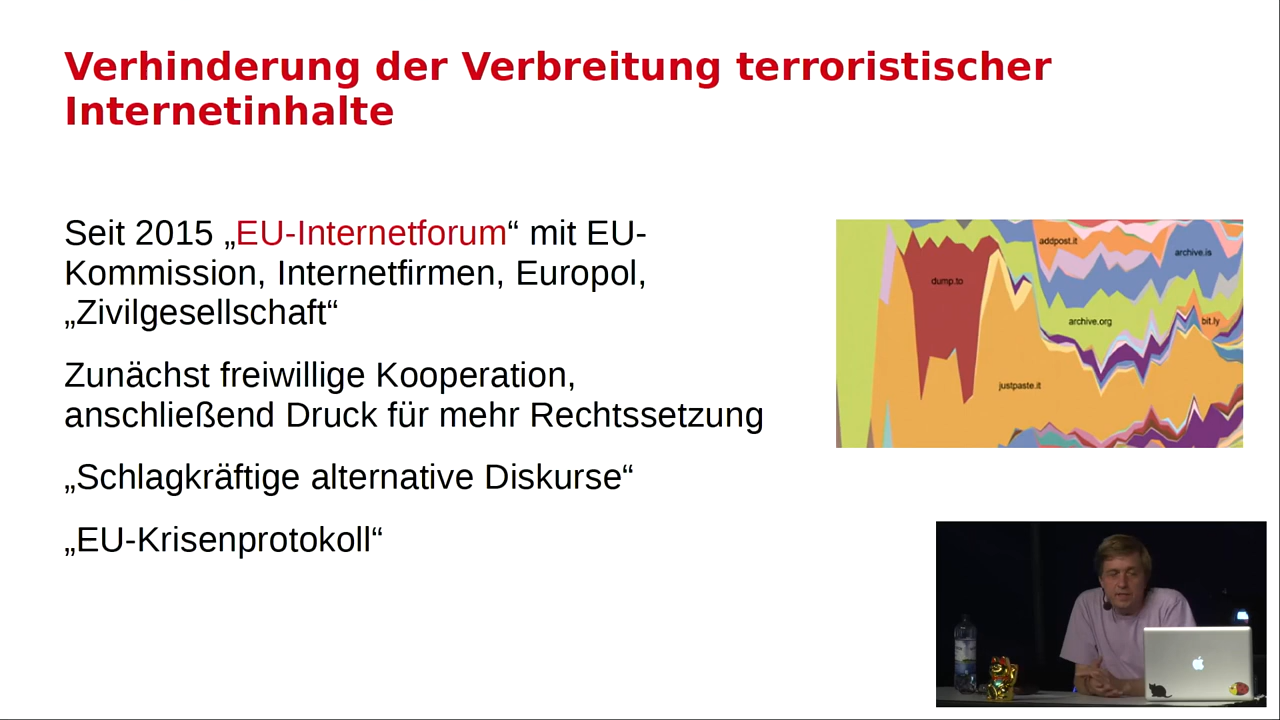 Verhinderung der Verbreitung terroristischer
Internetinhalte
Seit 2015 „EU-Internetforum“ mit EU-
Kommission, Internetfirmen, Europol,
„Zivilgesellschaft“
Zunächst freiwillige Kooperation,
anschließend Druck für mehr Rechtssetzung
„Schlagkräftige alternative Diskurse“
„EU-Krisenprotokoll“
addpost.it
archive.is
dump.to
archive.org
bit.ly
justpaste.it